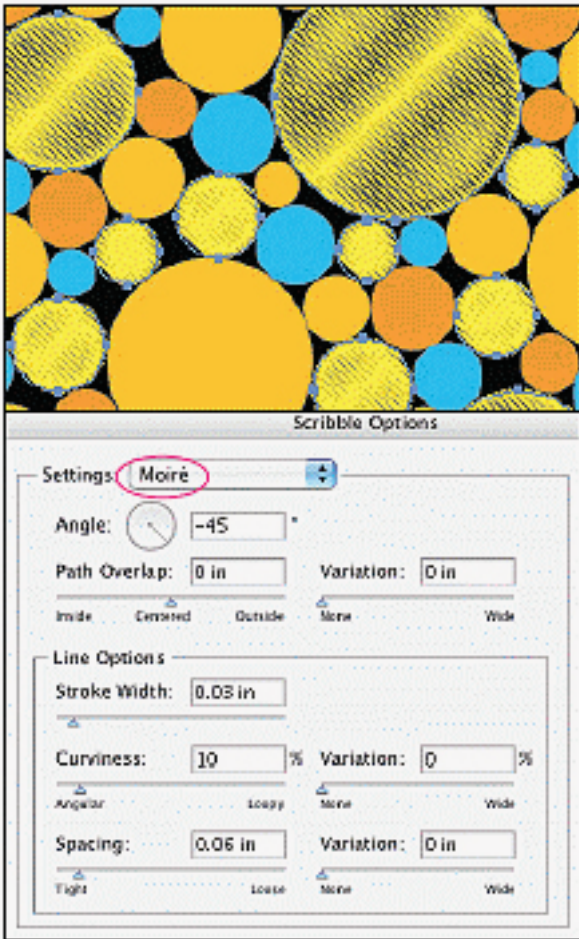 Scribble Options
Settings: Moiré
Angle: -45 °
Path Overlap: 0 in Variation: 0 in
Inside Centered Outside None Wide
Line Options
Stroke Width: 0.03 in
Curviness: 10 % Variation: 0 %
Angular Loopy None Wide
Spacing: 0.06 in Variation: 0 in
Tight Loose None Wide